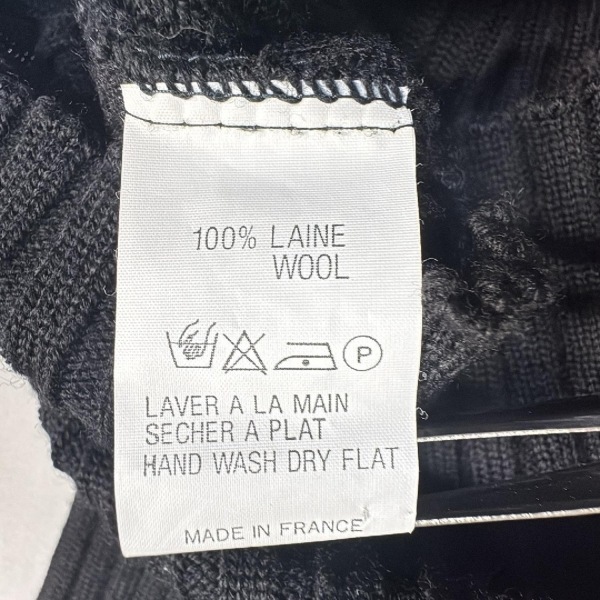 100% LAINE
WOOL
P
LAVER A LA MAIN
SECHER A PLAT
HAND WASH DRY FLAT
MADE IN FRANCE